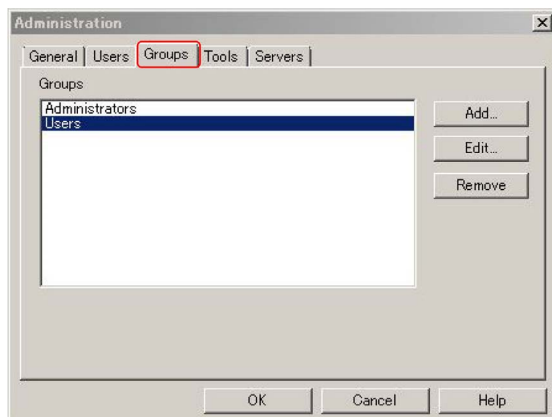 Administration
General Users Groups Tools Servers
Groups
Administrators
Users
Add...
Edit...
Remove
OK Cancel Help